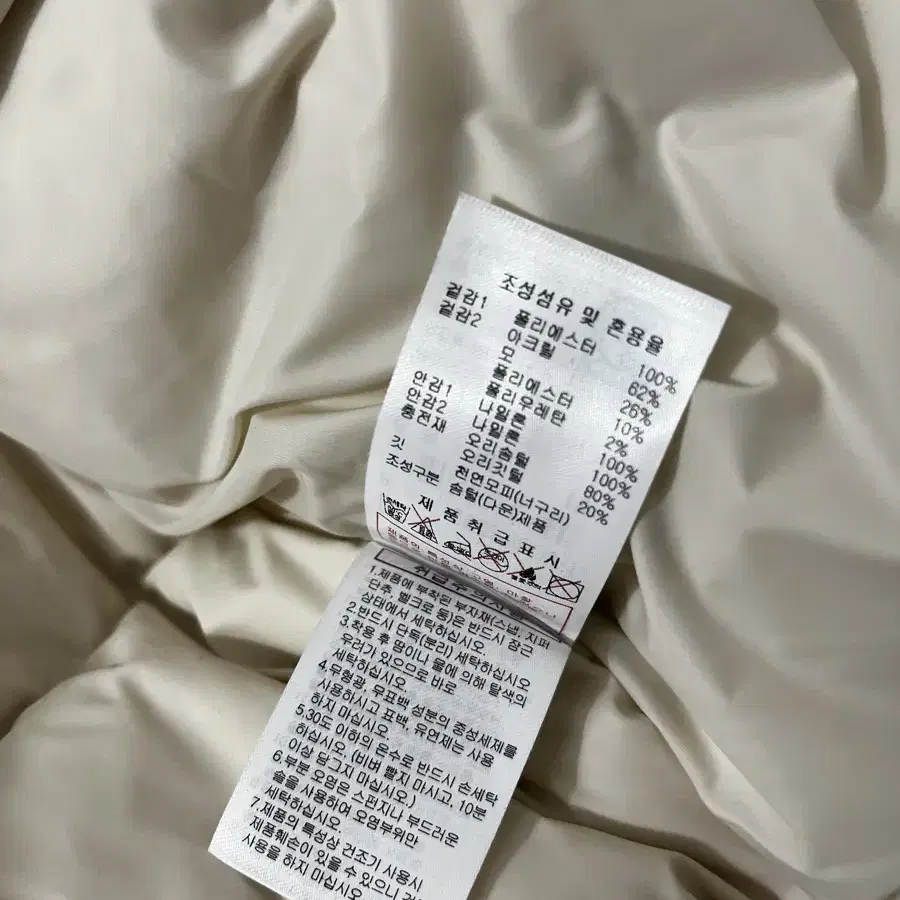 조성섬유 및 혼용율
겉감1 폴리에스터 100%
겉감2 아크릴 62%
모 26%
폴리에스터 10%
폴리우레탄 2%
안감1 나일론 100%
안감2 나일론 100%
충전재 오리솜털 80%
오리깃털 20%
깃 천연모피(너구리)
조성구분 솜털(다운)제품
제 품 취 급 표 시
1.제품에 부착된 부자재(스냅, 지퍼
단추 벨크로 등)은 반드시 잠근
상태에서 세탁하십시오.
2.반드시 단독(분리) 세탁하십시오
3.착용 후 땀이나 물에 의해 탈색의
우려가 있으므로 바로
세탁하십시오
4.무형광, 무표백 성분의 중성세제를
사용하시고 표백, 유연제는 사용
하지 마십시오.
5.30도 이하의 온수로 반드시 손세탁
하십시오. (비벼 빨지 마시고, 10분
이상 담그지 마십시오.)
6.부분 오염은 스펀지나 부드러운
솔을 사용하여 오염부위만
세탁하십시오.
7.제품의 특성상 건조기 사용시
제품훼손이 있을 수 있으니
사용을 하지 마십시오